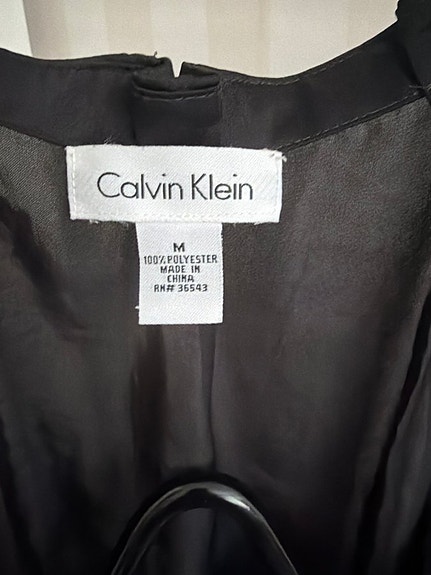 Calvin Klein
M
100% POLYESTER
MADE IN
CHINA
RN# 36543